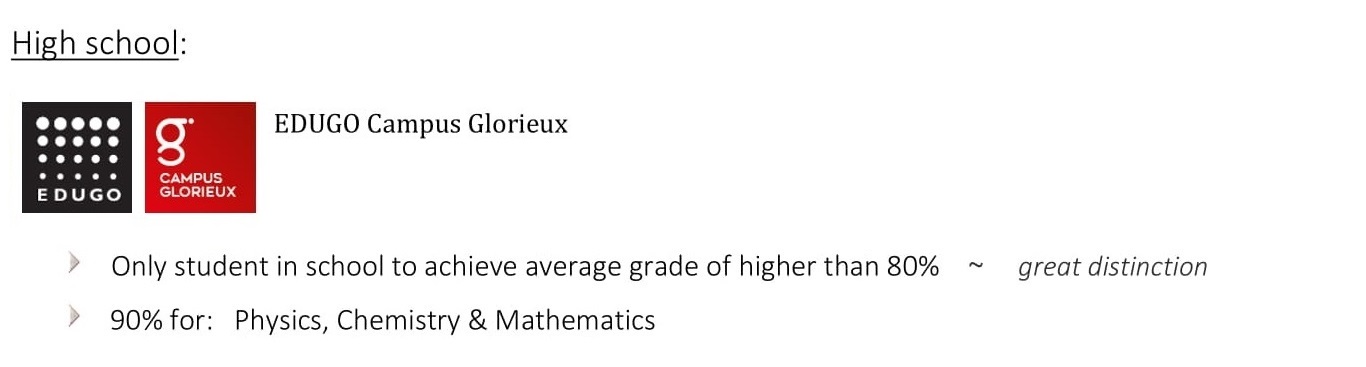 High school:
EDUGO
g
CAMPUS
GLORIEUX
EDUGO Campus Glorieux
Only student in school to achieve average grade of higher than 80% ~ great distinction
90% for: Physics, Chemistry & Mathematics